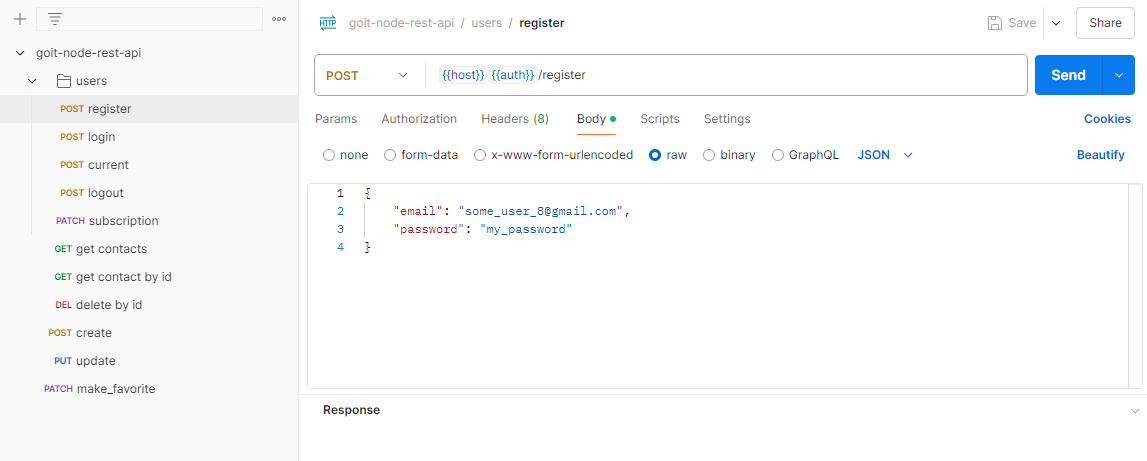 goit-node-rest-api
users
POST register
POST login
POST current
POST logout
PATCH subscription
GET get contacts
GET get contact by id
DEL delete by id
POST create
PUT update
PATCH make_favorite
HTTP goit-node-rest-api / users / register Save Share
POST {{host}} {{auth}} /register Send
Params Authorization Headers (8) Body Scripts Settings Cookies
none form-data x-www-form-urlencoded raw binary GraphQL JSON Beautify
1 {
2 "email": "some_user_8@gmail.com",
3 "password": "my_password"
4 }
Response